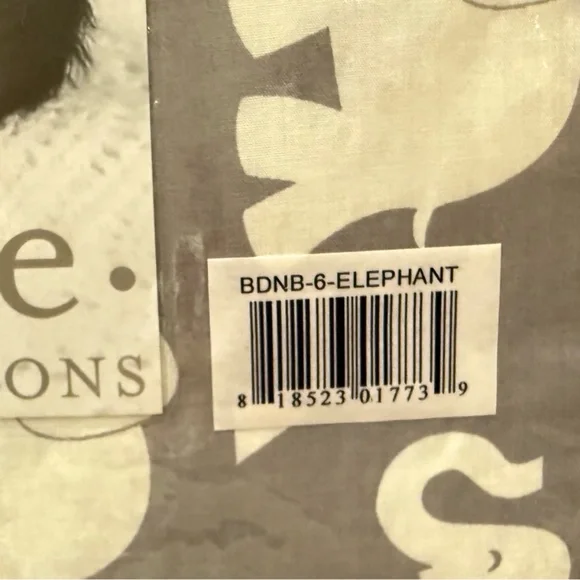 e.
ONS
BDNB-6-ELEPHANT
8 18523 01773 9